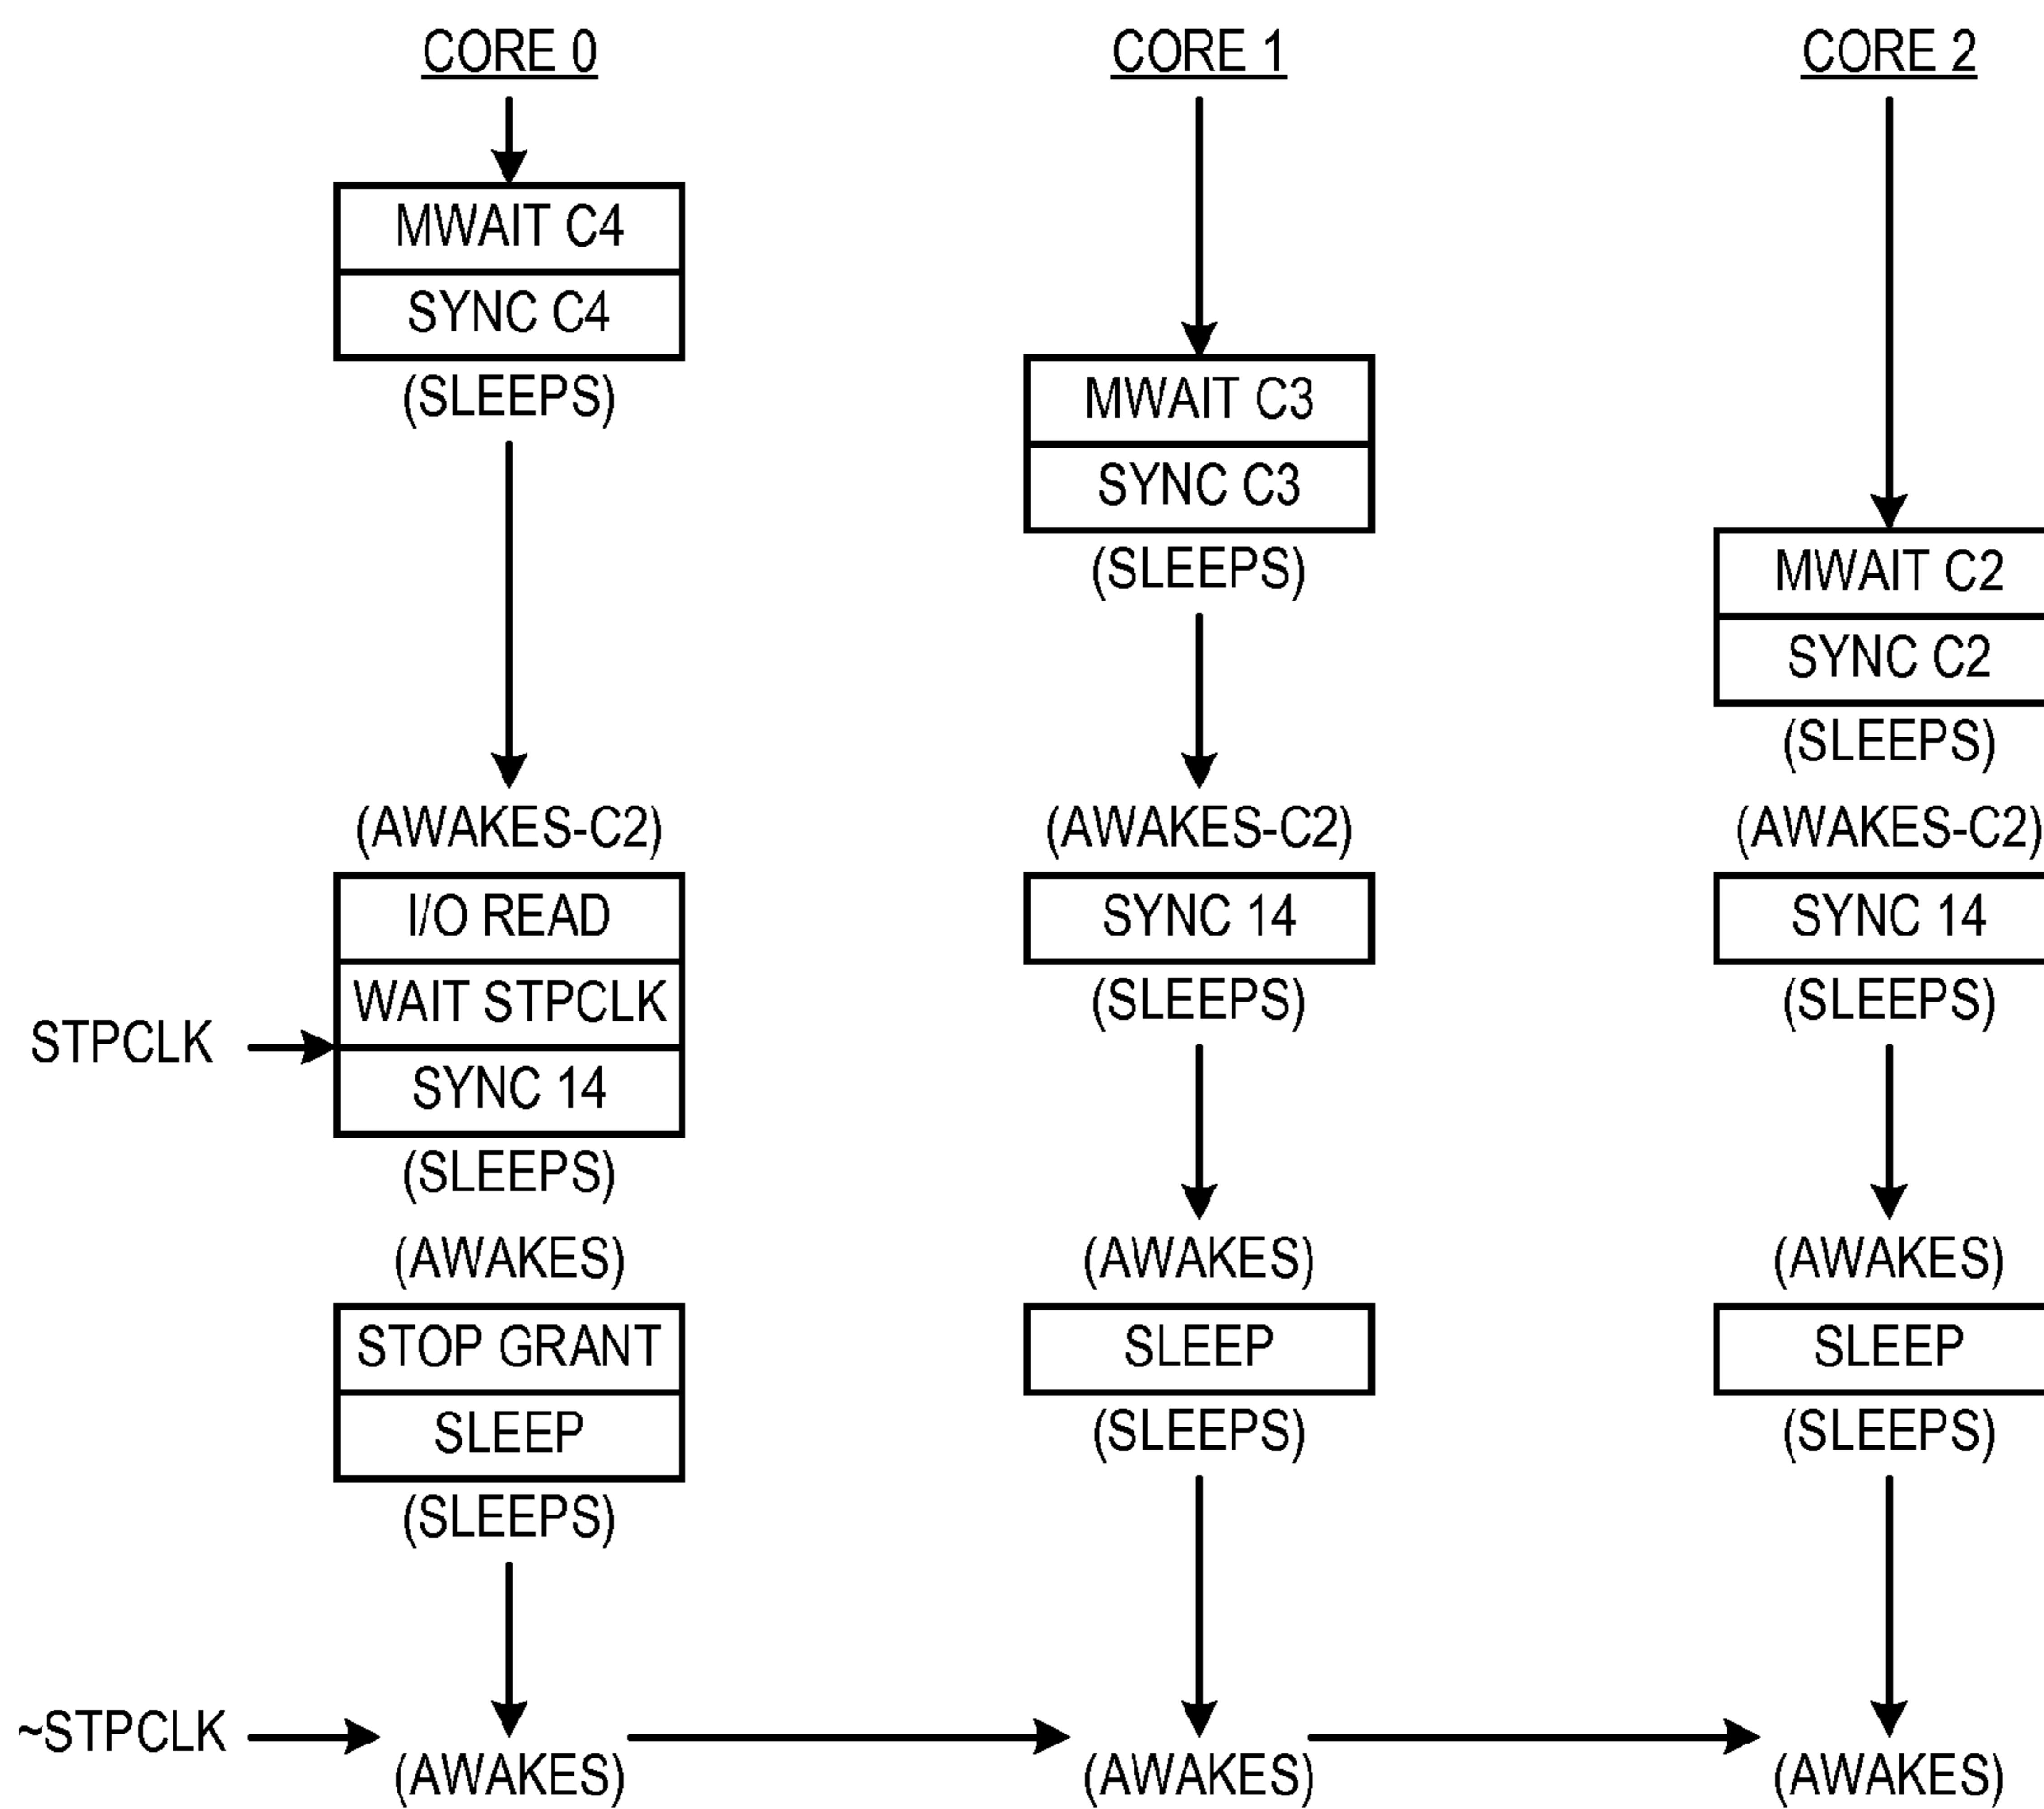 CORE 0 CORE 1 CORE 2
MWAIT C4
SYNC C4
(SLEEPS) MWAIT C3
SYNC C3
(SLEEPS) MWAIT C2
SYNC C2
(SLEEPS)
(AWAKES-C2) (AWAKES-C2) (AWAKES-C2)
I/O READ SYNC 14 SYNC 14
WAIT STPCLK (SLEEPS) (SLEEPS)
STPCLK
SYNC 14
(SLEEPS)
(AWAKES) (AWAKES) (AWAKES)
STOP GRANT SLEEP SLEEP
SLEEP (SLEEPS) (SLEEPS)
(SLEEPS)
~STPCLK
(AWAKES) (AWAKES) (AWAKES)